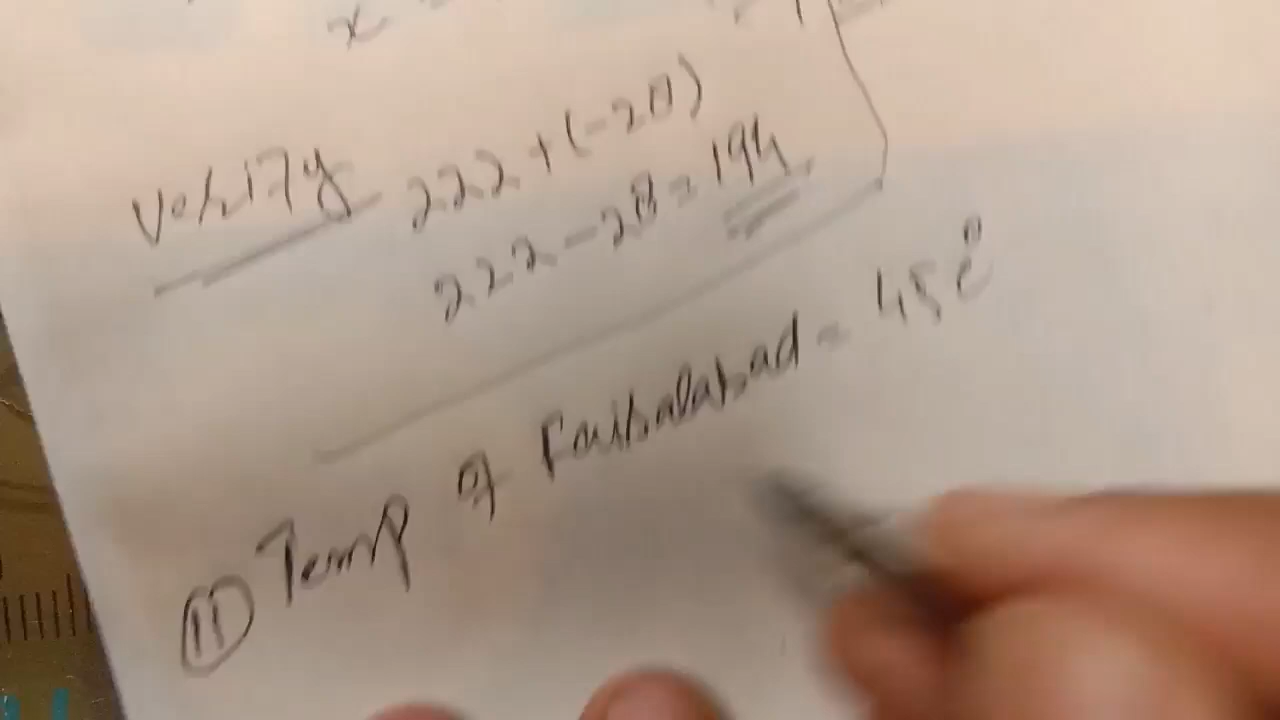 x
Verify 222 + (-28)
222 - 28 = 194
(11) Temp of Faisalabad = 45°C